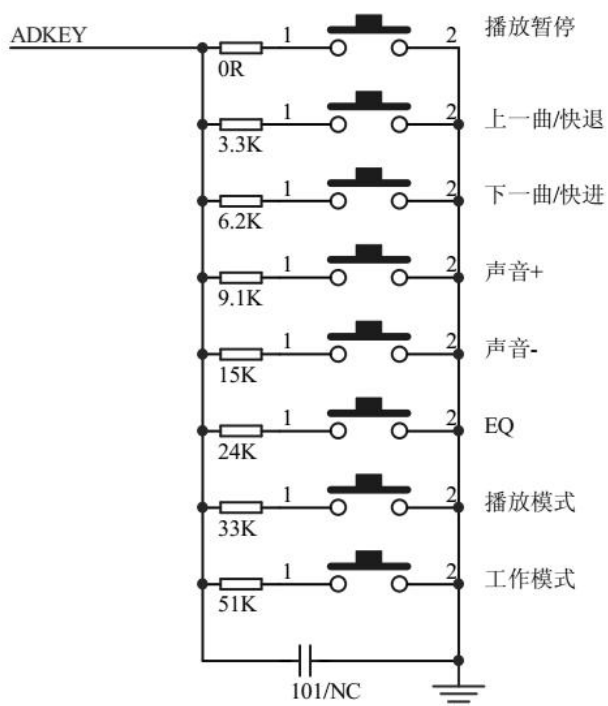 ADKEY 1 2 播放暂停
0R
1 2 上一曲/快退
3.3K
1 2 下一曲/快进
6.2K
1 2 声音+
9.1K
1 2 声音-
15K
1 2 EQ
24K
1 2 播放模式
33K
1 2 工作模式
51K
101/NC